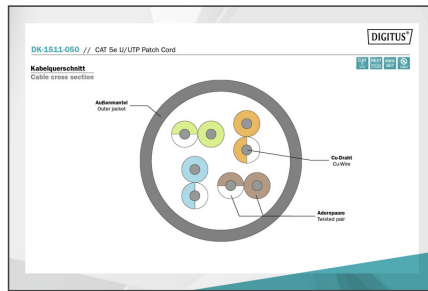 DIGITUS®
DK-1511-050 // CAT 5e U/UTP Patch Cord
Kabelquerschnitt
Cable cross section
Außenmantel
Outer jacket
Cu-Draht
Cu-Wire
Adernpaare
Twisted pair